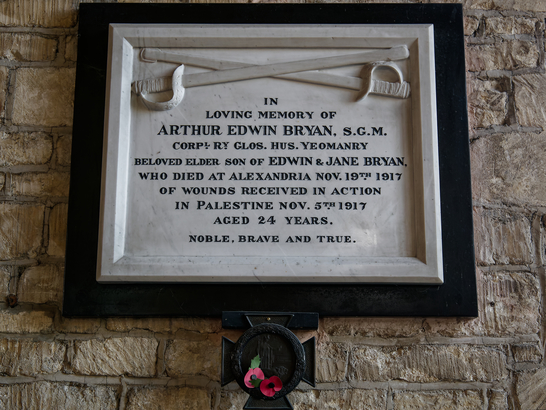 IN
LOVING MEMORY OF
ARTHUR EDWIN BRYAN, S.G.M.
CORPL RY GLOS. HUS. YEOMANRY
BELOVED ELDER SON OF EDWIN & JANE BRYAN,
WHO DIED AT ALEXANDRIA NOV. 19TH 1917
OF WOUNDS RECEIVED IN ACTION
IN PALESTINE NOV. 5TH 1917
AGED 24 YEARS.
NOBLE, BRAVE AND TRUE.